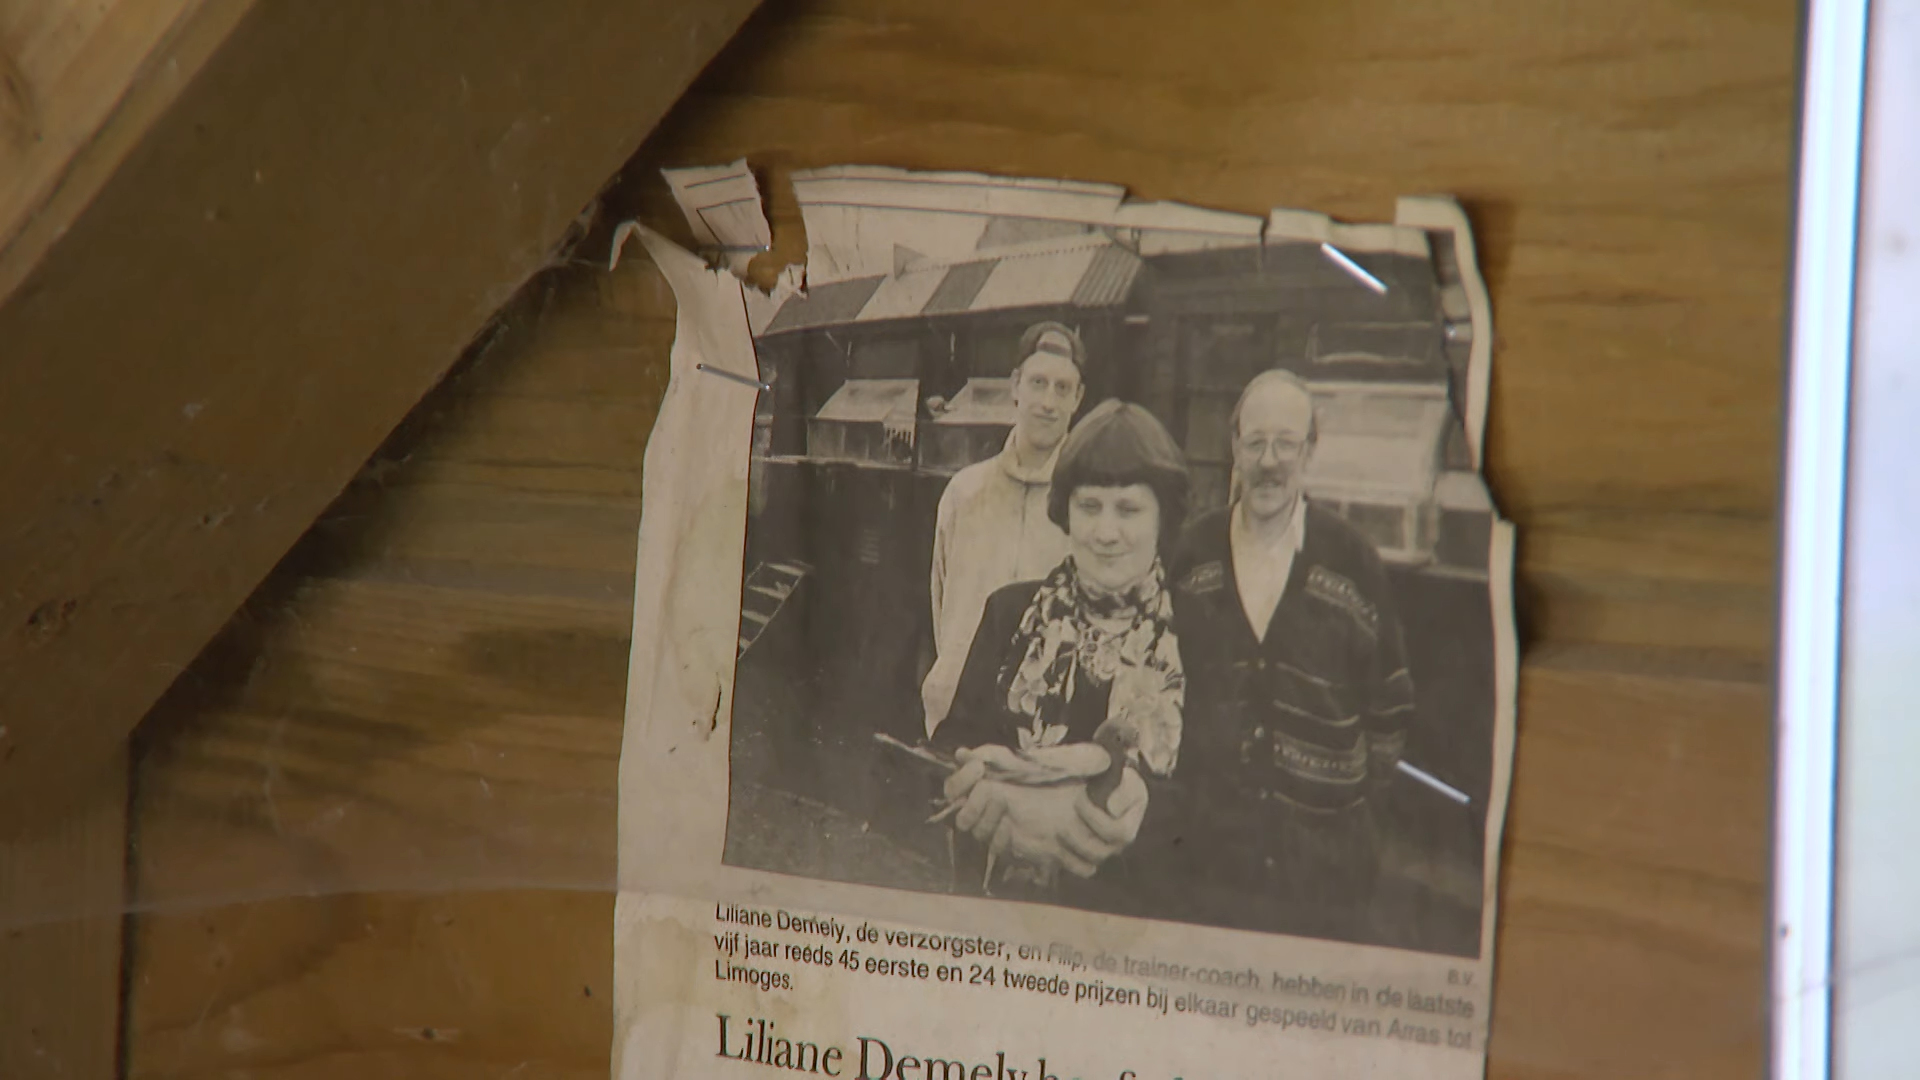 B.V.
Liliane Demely, de verzorgster, en Filip, de trainer-coach hebben in de laatste
vijf jaar reeds 45 eerste en 24 tweede prijzen bij elkaar gespeeld van Arras tot
Limoges.
Liliane Demely